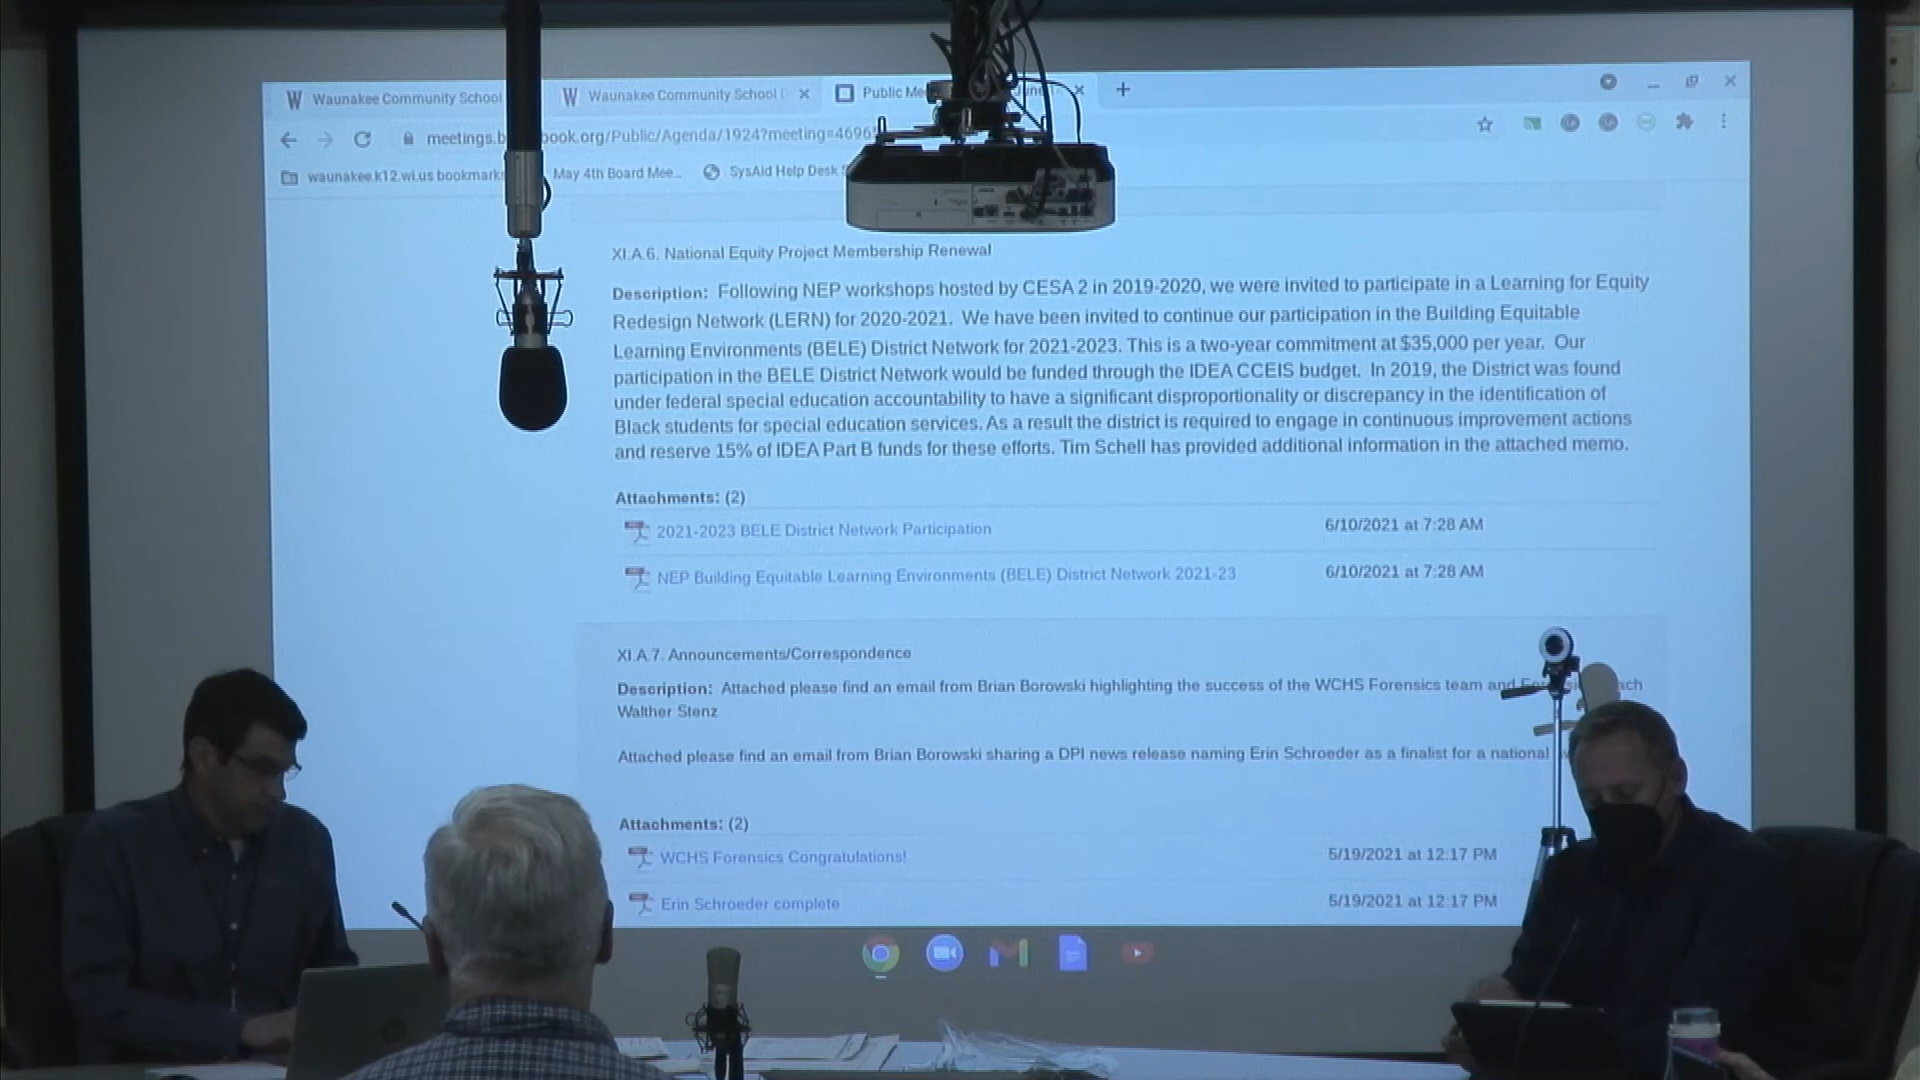 Waunakee Community School
Waunakee Community School
Public Me
June
meetings.b
book.org/Public/Agenda/1924?meeting=4696
waunakee.k12.wi.us bookmark
May 4th Board Mee...
SysAid Help Desk
XI.A.6. National Equity Project Membership Renewal
Description: Following NEP workshops hosted by CESA 2 in 2019-2020, we were invited to participate in a Learning for Equity
Redesign Network (LERN) for 2020-2021. We have been invited to continue our participation in the Building Equitable
Learning Environments (BELE) District Network for 2021-2023. This is a two-year commitment at $35,000 per year. Our
participation in the BELE District Network would be funded through the IDEA CCEIS budget. In 2019, the District was found
under federal special education accountability to have a significant disproportionality or discrepancy in the identification of
Black students for special education services. As a result the district is required to engage in continuous improvement actions
and reserve 15% of IDEA Part B funds for these efforts. Tim Schell has provided additional information in the attached memo.
Attachments: (2)
2021-2023 BELE District Network Participation 6/10/2021 at 7:28 AM
NEP Building Equitable Learning Environments (BELE) District Network 2021-23 6/10/2021 at 7:28 AM
XI.A.7. Announcements/Correspondence
Description: Attached please find an email from Brian Borowski highlighting the success of the WCHS Forensics team and
Walther Stenz
Attached please find an email from Brian Borowski sharing a DPI news release naming Erin Schroeder as a finalist for a national
Attachments: (2)
WCHS Forensics Congratulations! 5/19/2021 at 12:17 PM
Erin Schroeder complete 5/19/2021 at 12:17 PM